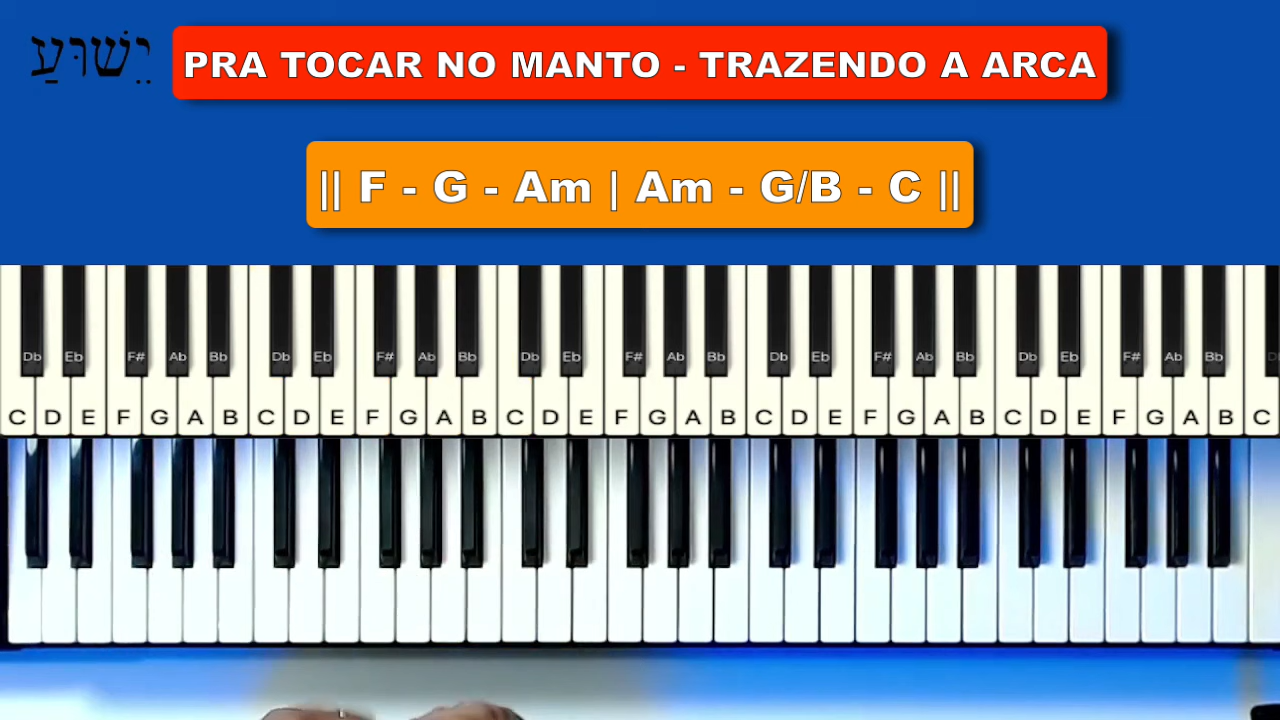 יֵשׁוּעַ
PRA TOCAR NO MANTO - TRAZENDO A ARCA
|| F - G - Am | Am - G/B - C ||
Db Eb F# Ab Bb Db Eb F# Ab Bb Db Eb F# Ab Bb Db Eb F# Ab Bb Db Eb F# Ab Bb
C D E F G A B C D E F G A B C D E F G A B C D E F G A B C D E F G A B C